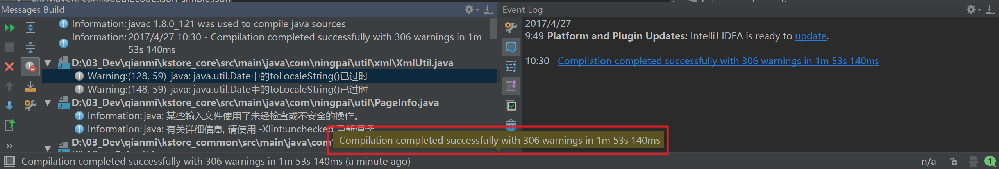 Messages Build
Information: javac 1.8.0_121 was used to compile java sources
Information: 2017/4/27 10:30 - Compilation completed successfully with 306 warnings in 1m
53s 140ms
D:\03_Dev\qianmi\kstore_core\src\main\java\com\ningpai\util\xml\XmlUtil.java
Warning:(128, 59) java: java.util.Date中的toLocaleString()已过时
Warning:(148, 59) java: java.util.Date中的toLocaleString()已过时
D:\03_Dev\qianmi\kstore_core\src\main\java\com\ningpai\util\PageInfo.java
Information: java: 某些输入文件使用了未经检查或不安全的操作。
Information: java: 有关详细信息, 请使用 -Xlint:unchecked 重新编译
D:\03_Dev\qianmi\kstore_common\src\main\java\com\
Event Log
2017/4/27
9:49 Platform and Plugin Updates: IntelliJ IDEA is ready to update.
10:30 Compilation completed successfully with 306 warnings in 1m 53s 140ms
Compilation completed successfully with 306 warnings in 1m 53s 140ms
Compilation completed successfully with 306 warnings in 1m 53s 140ms (a minute ago)
n/a
1